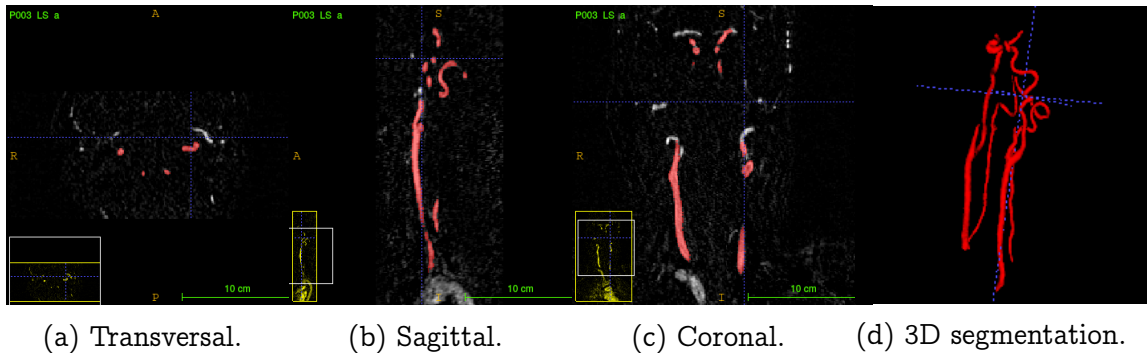 P003 LS a
A
R
P
10 cm
P003 LS a
S
A
I
10 cm
P003 LS a
S
R
I
10 cm
(a) Transversal.
(b) Sagittal.
(c) Coronal.
(d) 3D segmentation.